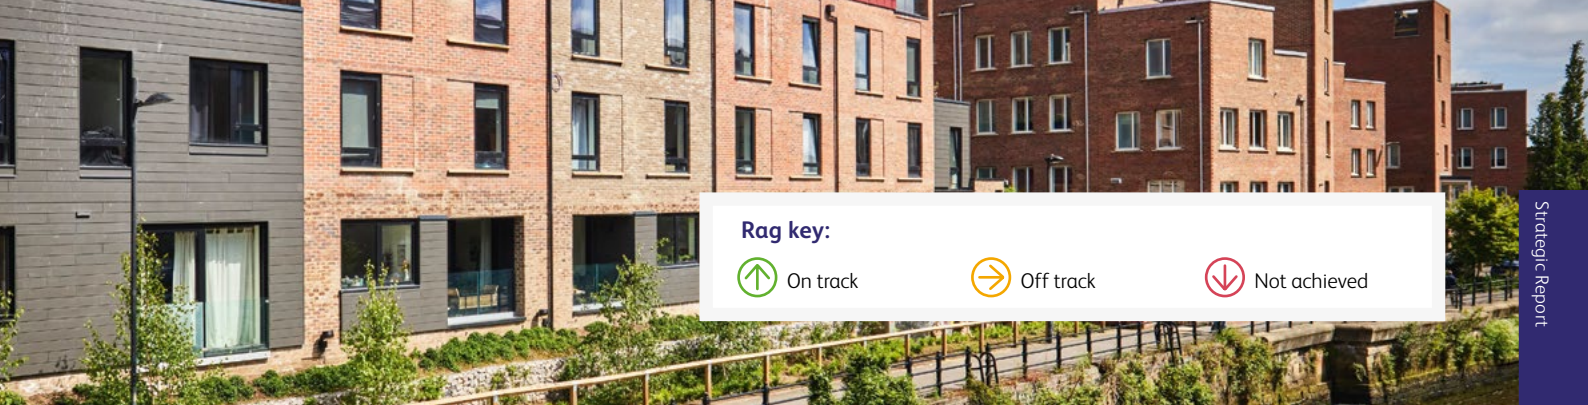 Rag key:
On track
Off track
Not achieved
Strategic Report